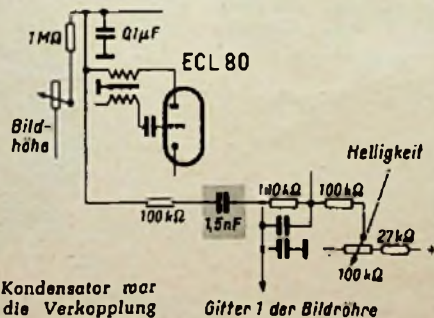 1MΩ
0,1µF
ECL 80
Bild-
höhe
Helligkeit
100kΩ
1,5nF
100kΩ
100kΩ
27kΩ
100kΩ
Kondensator war
die Verkopplung
Gitter 1 der Bildröhre